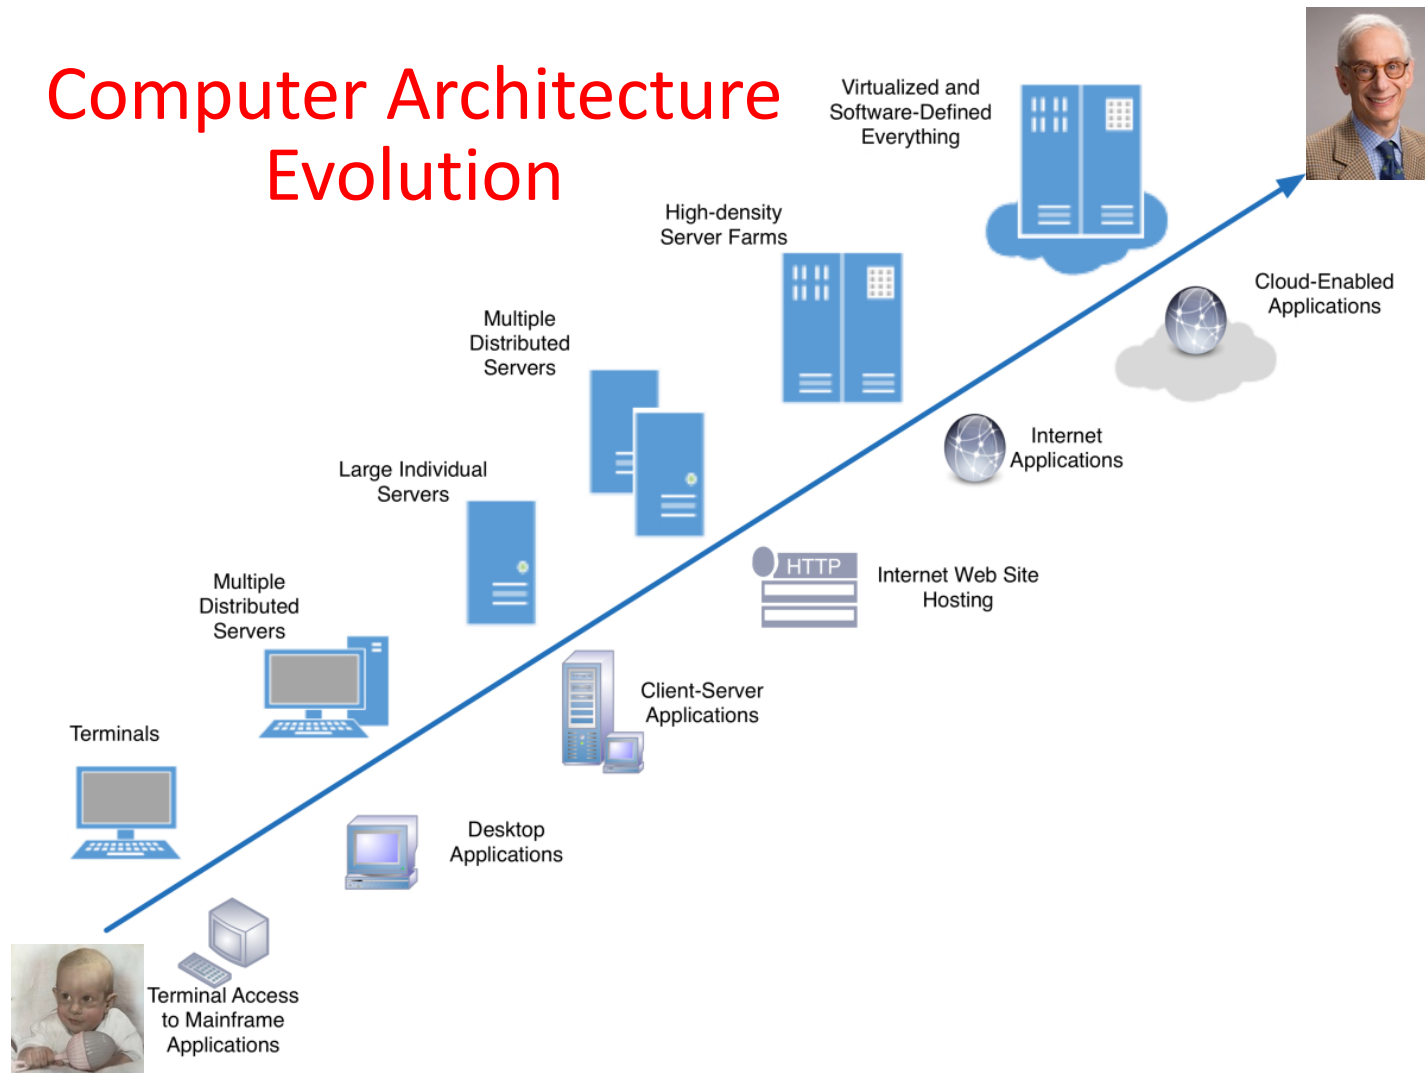 Computer Architecture
Evolution
Virtualized and
Software-Defined
Everything
High-density
Server Farms
Cloud-Enabled
Applications
Multiple
Distributed
Servers
Internet
Applications
Large Individual
Servers
HTTP
Internet Web Site
Hosting
Multiple
Distributed
Servers
Client-Server
Applications
Terminals
Desktop
Applications
Terminal Access
to Mainframe
Applications